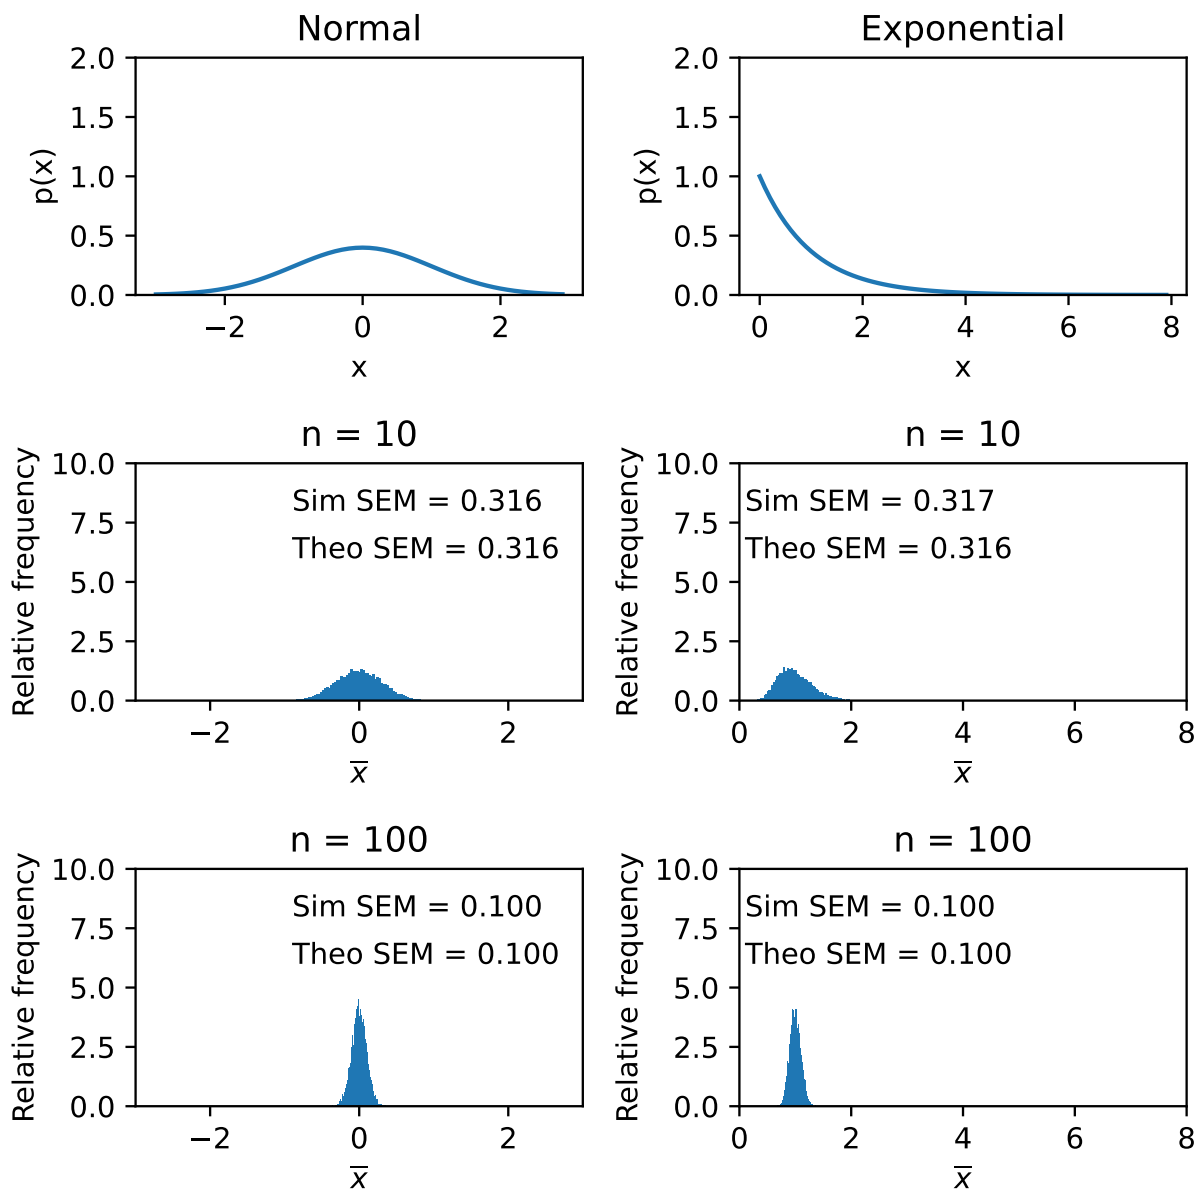 Normal
2.0
1.5
1.0
0.5
0.0
p(x)
−2 0 2
x
Exponential
2.0
1.5
1.0
0.5
0.0
p(x)
0 2 4 6 8
x
n = 10
10.0
7.5
5.0
2.5
0.0
Relative frequency
Sim SEM = 0.316
Theo SEM = 0.316
−2 0 2
x̅
n = 10
10.0
7.5
5.0
2.5
0.0
Relative frequency
Sim SEM = 0.317
Theo SEM = 0.316
0 2 4 6 8
x̅
n = 100
10.0
7.5
5.0
2.5
0.0
Relative frequency
Sim SEM = 0.100
Theo SEM = 0.100
−2 0 2
x̅
n = 100
10.0
7.5
5.0
2.5
0.0
Relative frequency
Sim SEM = 0.100
Theo SEM = 0.100
0 2 4 6 8
x̅